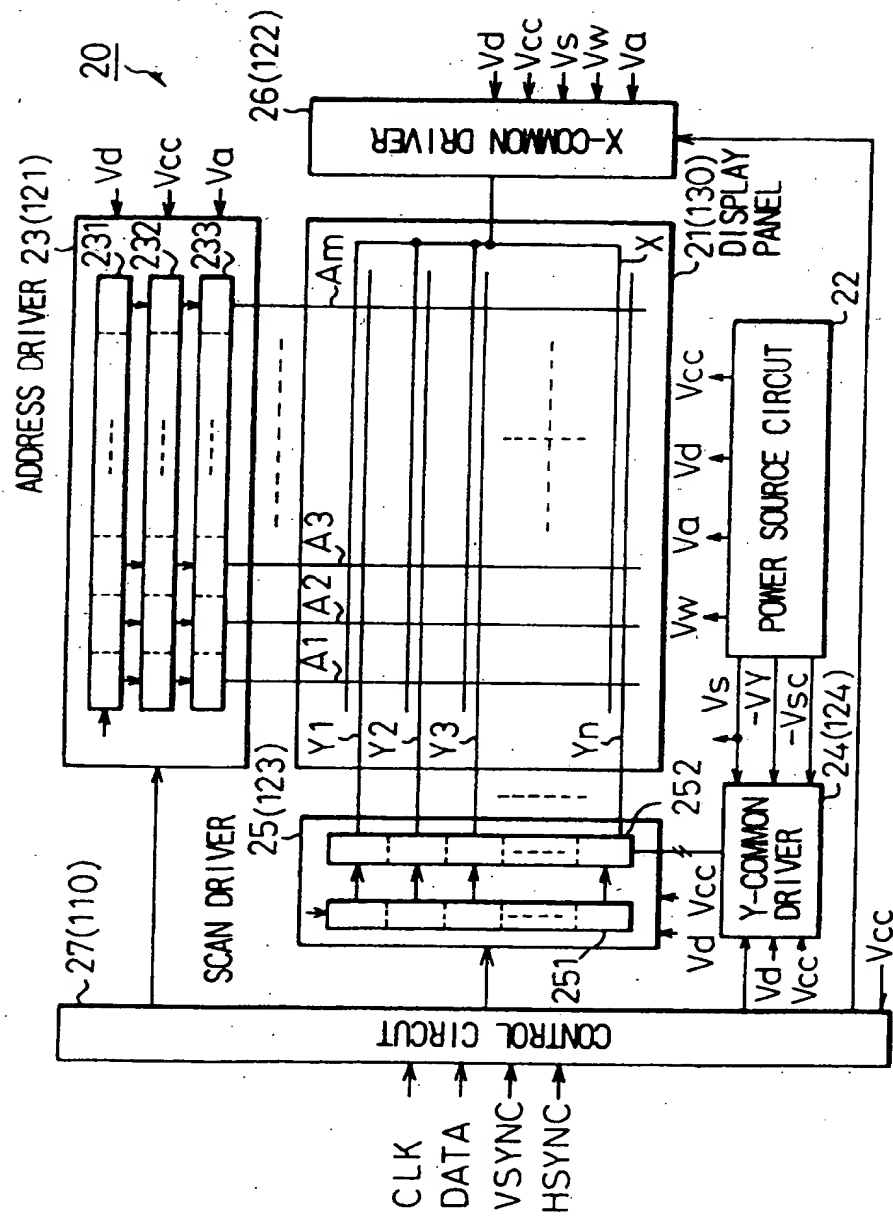 20
ADDRESS DRIVER 23(121)
231
232
233
Vd
Vcc
Va
26(122)
X-COMMON DRIVER
Vd
Vcc
Vs
Vw
Va
27(110)
CONTROL CIRCUT
CLK
DATA
VSYNC
HSYNC
Vcc
SCAN DRIVER
25(123)
251
252
Vd
Vcc
A1
A2
A3
Am
Y1
Y2
Y3
Yn
X
21(130)
DISPLAY
PANEL
Y-COMMON
DRIVER
24(124)
Vd
Vcc
Vs
-VY
-Vsc
POWER SOURCE CIRCUT
22
Vw
Va
Vd
Vcc